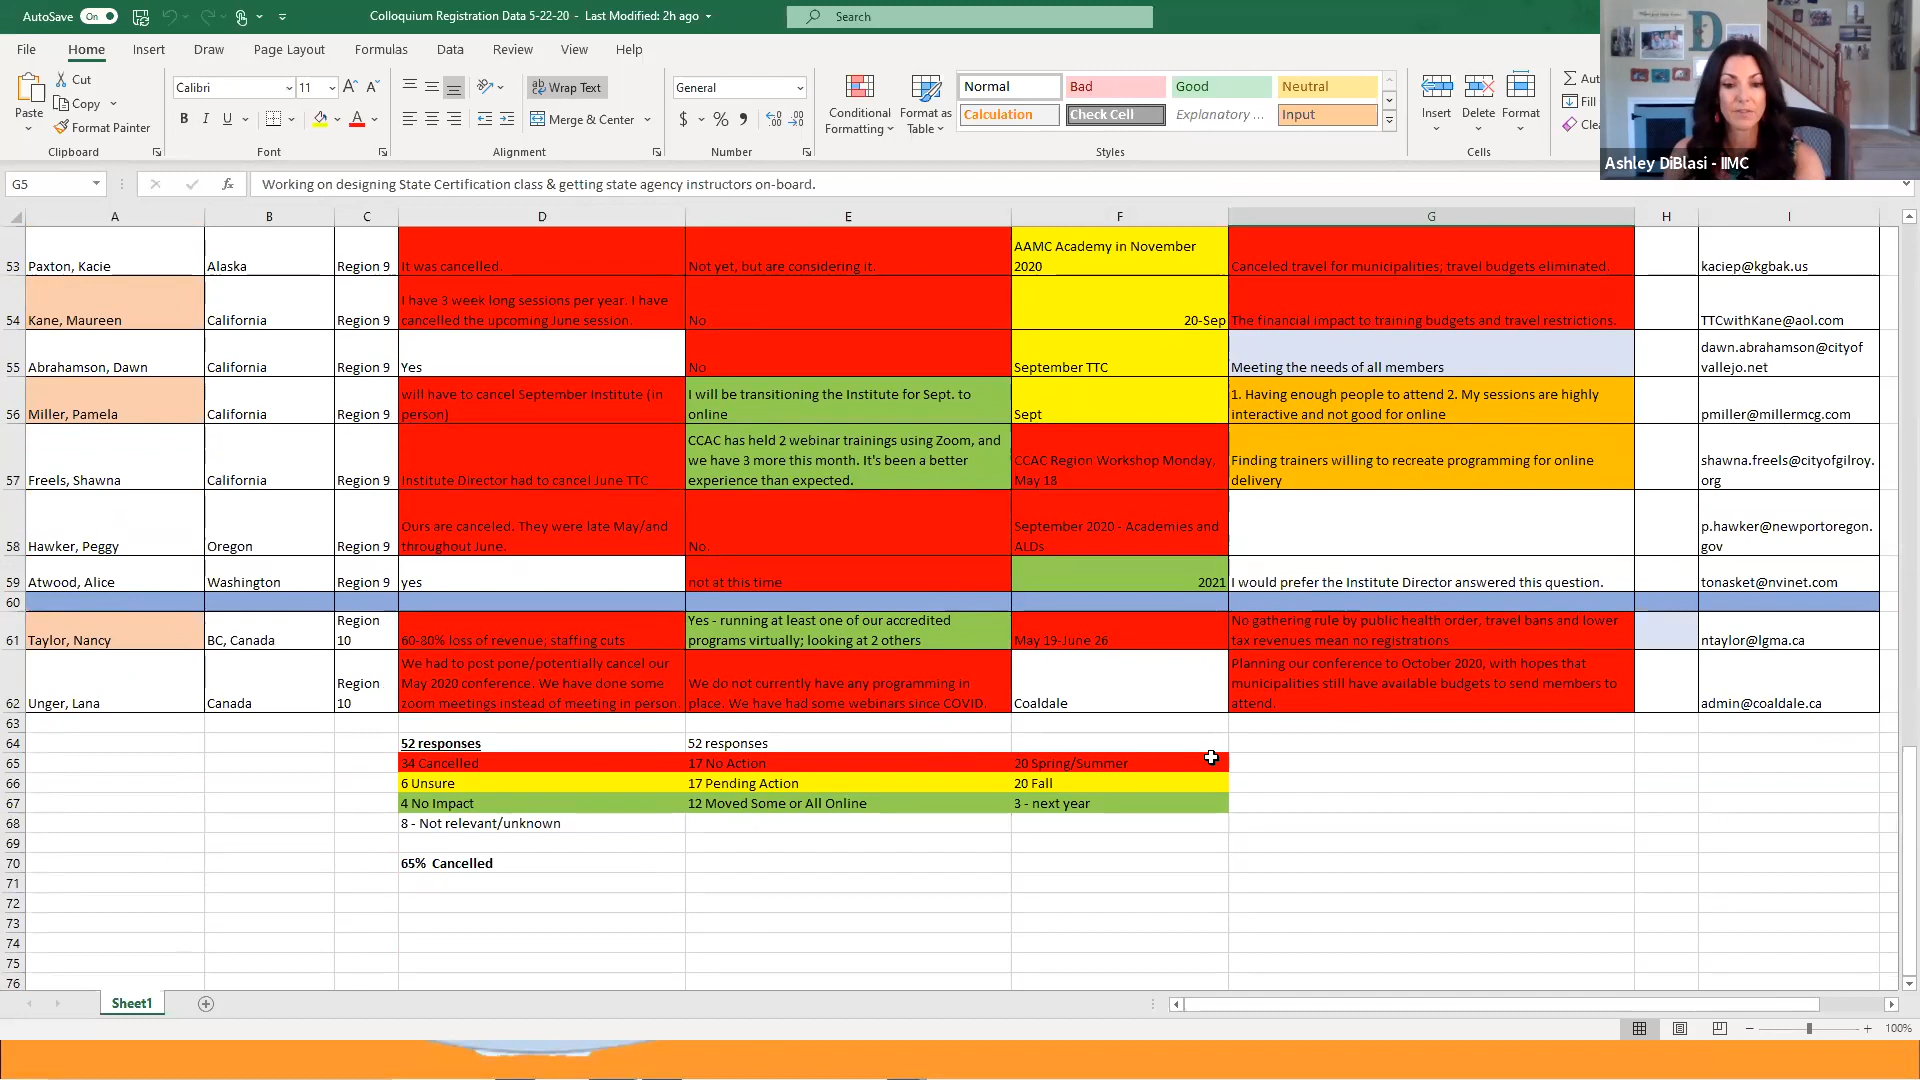 AutoSave On Colloquium Registration Data 5-22-20 - Last Modified: 2h ago Search
File Home Insert Draw Page Layout Formulas Data Review View Help
Cut
Copy
Format Painter
Paste
Clipboard
Calibri 11
B I U
Font
Wrap Text
Merge & Center
Alignment
General
$ % ,
Number
Conditional Formatting
Format as Table
Normal Bad Good Neutral
Calculation Check Cell Explanatory ... Input
Styles
Insert Delete Format
Cells
Aut
Fill
Clea
Ashley DiBlasi - IIMC
G5 fx Working on designing State Certification class & getting state agency instructors on-board.
A B C D E F G H I
53 Paxton, Kacie Alaska Region 9 It was cancelled. Not yet, but are considering it. AAMC Academy in November 2020 Canceled travel for municipalities; travel budgets eliminated. kaciep@kgbak.us
54 Kane, Maureen California Region 9 I have 3 week long sessions per year. I have cancelled the upcoming June session. No 20-Sep The financial impact to training budgets and travel restrictions. TTCwithKane@aol.com
55 Abrahamson, Dawn California Region 9 Yes No September TTC Meeting the needs of all members dawn.abrahamson@cityofvallejo.net
56 Miller, Pamela California Region 9 will have to cancel September Institute (in person) I will be transitioning the Institute for Sept. to online Sept 1. Having enough people to attend 2. My sessions are highly interactive and not good for online pmiller@millermcg.com
57 Freels, Shawna California Region 9 Institute Director had to cancel June TTC CCAC has held 2 webinar trainings using Zoom, and we have 3 more this month. It's been a better experience than expected. CCAC Region Workshop Monday, May 18 Finding trainers willing to recreate programming for online delivery shawna.freels@cityofgilroy.org
58 Hawker, Peggy Oregon Region 9 Ours are canceled. They were late May/and throughout June. No. September 2020 - Academies and ALDs p.hawker@newportoregon.gov
59 Atwood, Alice Washington Region 9 yes not at this time 2021 I would prefer the Institute Director answered this question. tonasket@nvinet.com
60
61 Taylor, Nancy BC, Canada Region 10 60-80% loss of revenue; staffing cuts Yes - running at least one of our accredited programs virtually; looking at 2 others May 19-June 26 No gathering rule by public health order, travel bans and lower tax revenues mean no registrations ntaylor@lgma.ca
62 Unger, Lana Canada Region 10 We had to post pone/potentially cancel our May 2020 conference. We have done some zoom meetings instead of meeting in person. We do not currently have any programming in place. We have had some webinars since COVID. Coaldale Planning our conference to October 2020, with hopes that municipalities still have available budgets to send members to attend. admin@coaldale.ca
63
64 52 responses 52 responses
65 34 Cancelled 17 No Action 20 Spring/Summer
66 6 Unsure 17 Pending Action 20 Fall
67 4 No Impact 12 Moved Some or All Online 3 - next year
68 8 - Not relevant/unknown
69
70 65% Cancelled
71
72
73
74
75
76
Sheet1
100%